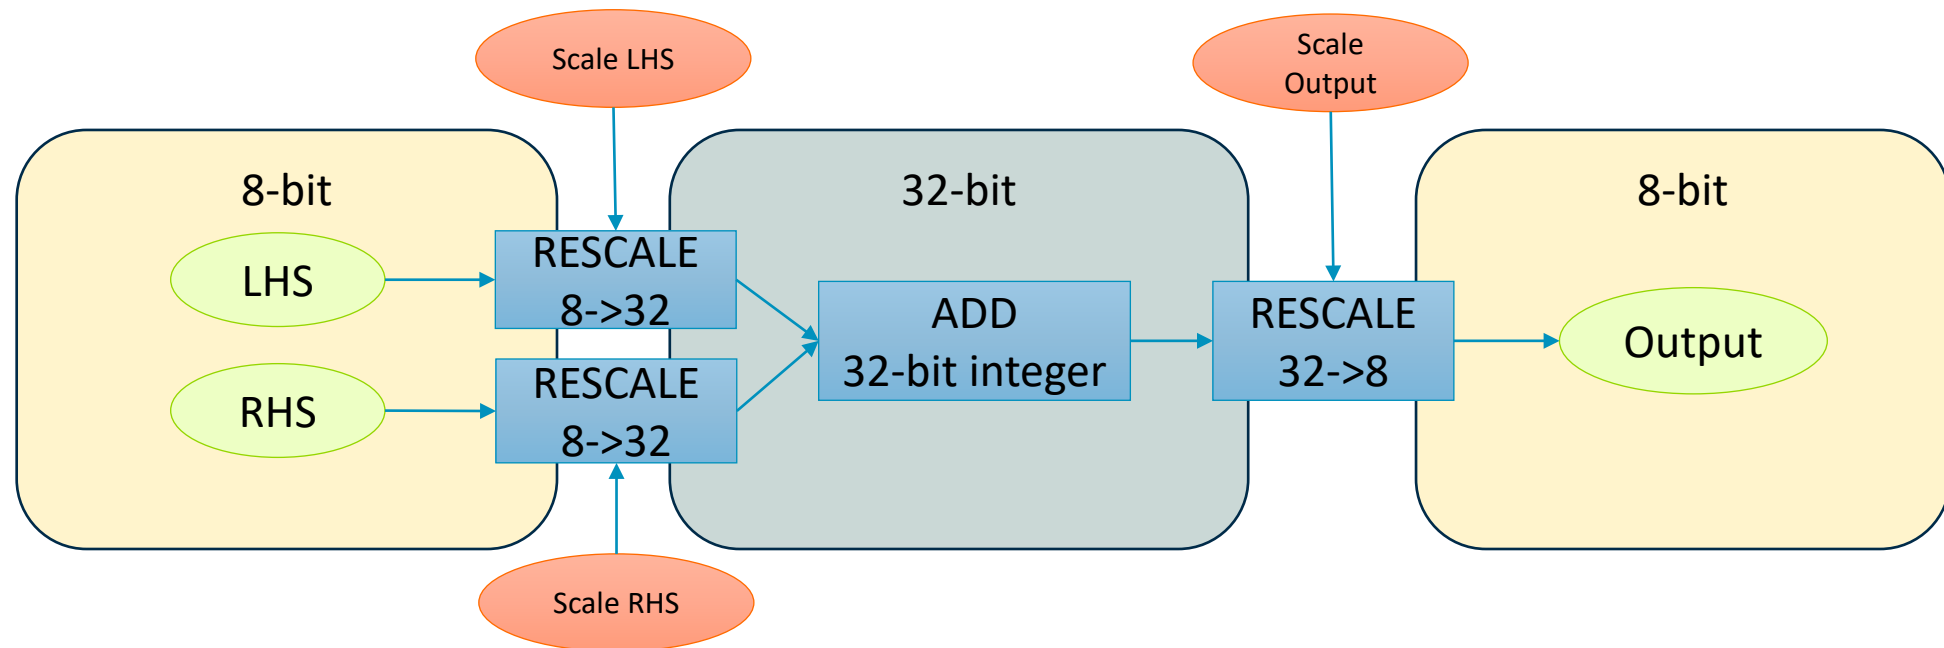 Scale LHS
Scale
Output
8-bit
32-bit
8-bit
LHS
RESCALE
8->32
RHS
RESCALE
8->32
ADD
32-bit integer
RESCALE
32->8
Output
Scale RHS